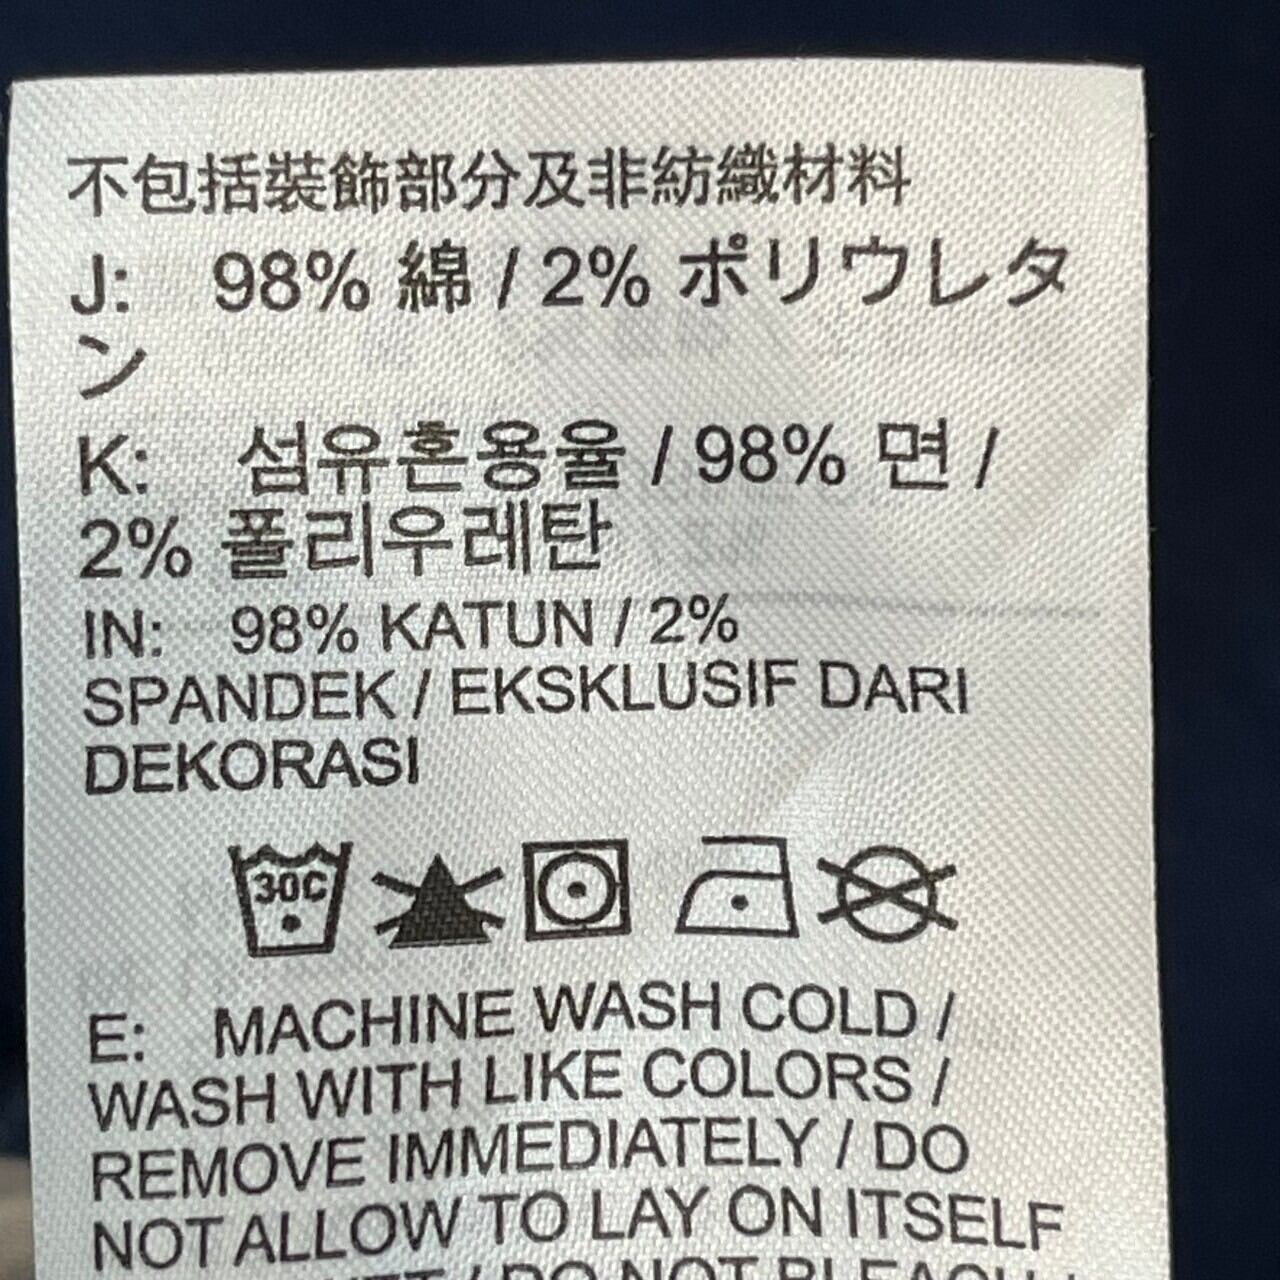 不包括裝飾部分及非紡織材料
J: 98% 綿 / 2% ポリウレタ
ン
K: 섬유혼용율 / 98% 면 /
2% 폴리우레탄
IN: 98% KATUN / 2%
SPANDEK / EKSKLUSIF DARI
DEKORASI
30C
E: MACHINE WASH COLD /
WASH WITH LIKE COLORS /
REMOVE IMMEDIATELY / DO
NOT ALLOW TO LAY ON ITSELF
/ DO NOT BLEACH /